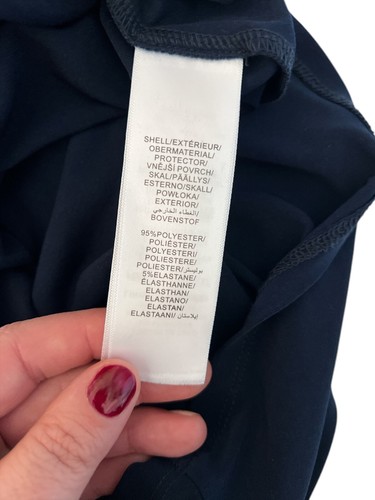 SHELL/EXTÉRIEUR/
OBERMATERIAL/
PROTECTOR/
VNĚJŠÍ POVRCH/
SKAL/PÄÄLLYS/
ESTERNO/SKALL/
POWŁOKA/
EXTERIOR/
الغطاء الخارجي/
BOVENSTOF
95%POLYESTER/
POLIÉSTER/
POLYESTERI/
POLIESTERE/
POLIESTER/بوليستر/
5%ELASTANE/
ÉLASTHANNE/
ELASTHAN/
ELASTANO/
ELASTAN/
ELASTAANI/إيلاستان/